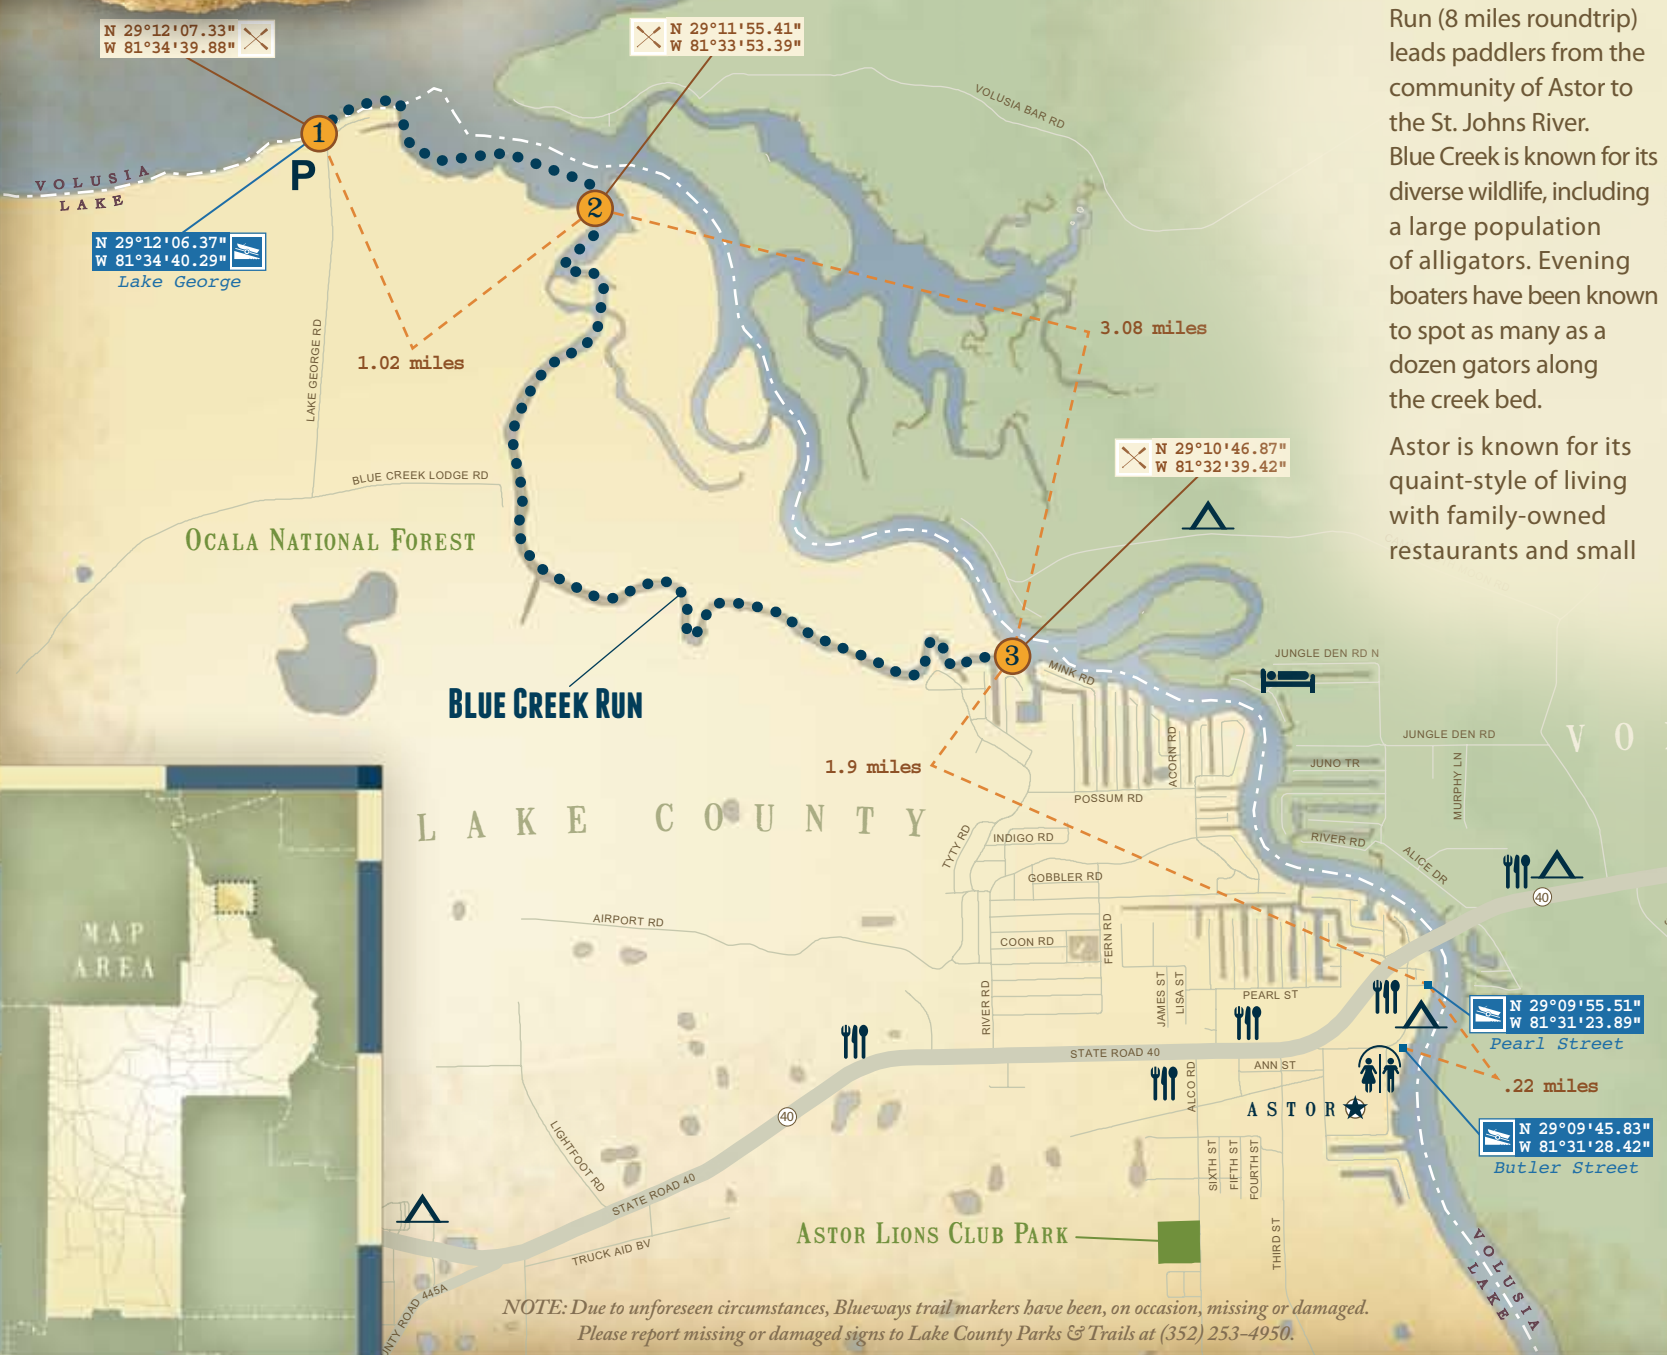 N 29°12'07.33"
W 81°34'39.88"
N 29°11'55.41"
W 81°33'53.39"
Run (8 miles roundtrip)
leads paddlers from the
community of Astor to
the St. Johns River.
Blue Creek is known for its
diverse wildlife, including
a large population
of alligators. Evening
boaters have been known
to spot as many as a
dozen gators along
the creek bed.
Astor is known for its
quaint-style of living
with family-owned
restaurants and small
VOLUSIA BAR RD
1
P
VOLUSIA
LAKE
2
N 29°12'06.37"
W 81°34'40.29"
Lake George
LAKE GEORGE RD
1.02 miles
3.08 miles
BLUE CREEK LODGE RD
N 29°10'46.87"
W 81°32'39.42"
OCALA NATIONAL FOREST
3
BLUE CREEK RUN
MINK RD
JUNGLE DEN RD N
JUNGLE DEN RD
VO
1.9 miles
ACORN RD
JUNO TR
MURPHY LN
POSSUM RD
LAKE COUNTY
TYTY RD
INDIGO RD
RIVER RD
ALICE DR
GOBBLER RD
40
AIRPORT RD
FERN RD
COON RD
MAP
AREA
RIVER RD
JAMES ST
LISA ST
PEARL ST
N 29°09'55.51"
W 81°31'23.89"
Pearl Street
STATE ROAD 40
ANN ST
ALCO RD
.22 miles
ASTOR
40
N 29°09'45.83"
W 81°31'28.42"
Butler Street
LIGHTFOOT RD
SIXTH ST
FIFTH ST
FOURTH ST
STATE ROAD 40
TRUCK AID BV
ASTOR LIONS CLUB PARK
THIRD ST
VOLUSIA
LAKE
UNTY ROAD 445A
NOTE: Due to unforeseen circumstances, Blueways trail markers have been, on occasion, missing or damaged.
Please report missing or damaged signs to Lake County Parks & Trails at (352) 253-4950.